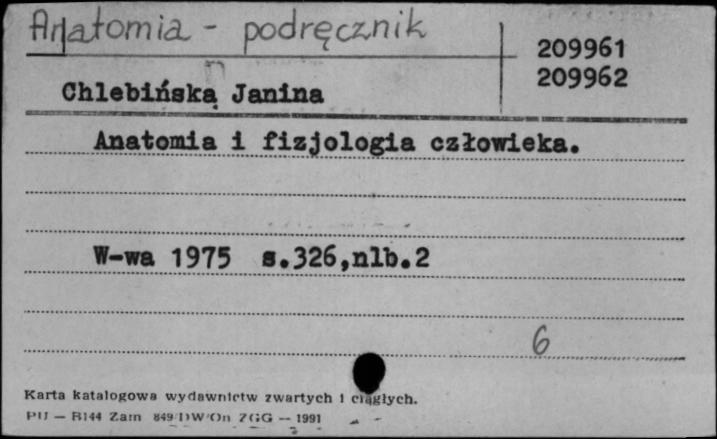 Anatomia - podręcznik
209961
209962
Chlebińska Janina
Anatomia i fizjologia człowieka.
W-wa 1975 s.326,nlb.2
6
Karta katalogowa wydawnictw zwartych i ciągłych.
PU — R144 Zam 849/DW/On ZGG — 1991